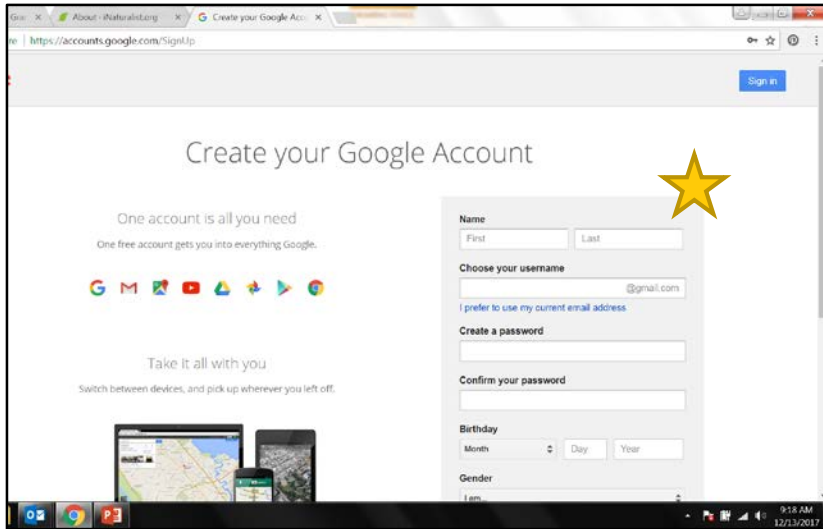 About - iNaturalist.org
Create your Google Acco
https://accounts.google.com/SignUp
Sign in
Create your Google Account
One account is all you need
One free account gets you into everything Google.
Take it all with you
Switch between devices, and pick up wherever you left off.
Name
First Last
Choose your username
@gmail.com
I prefer to use my current email address
Create a password
Confirm your password
Birthday
Month Day Year
Gender
I am...
9:18 AM
12/13/2017